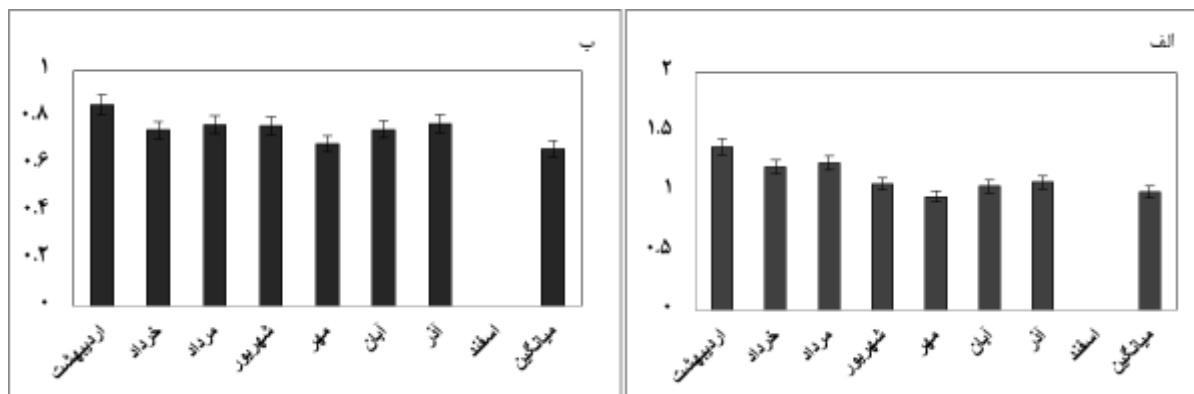 الف
۲
۱.۵
۱
۰.۵
۰
اردیبهشت
خرداد
مرداد
شهریور
مهر
آبان
آذر
اسفند
میانگین
ب
۱
۰.۸
۰.۶
۰.۴
۰.۲
۰
اردیبهشت
خرداد
مرداد
شهریور
مهر
آبان
آذر
اسفند
میانگین